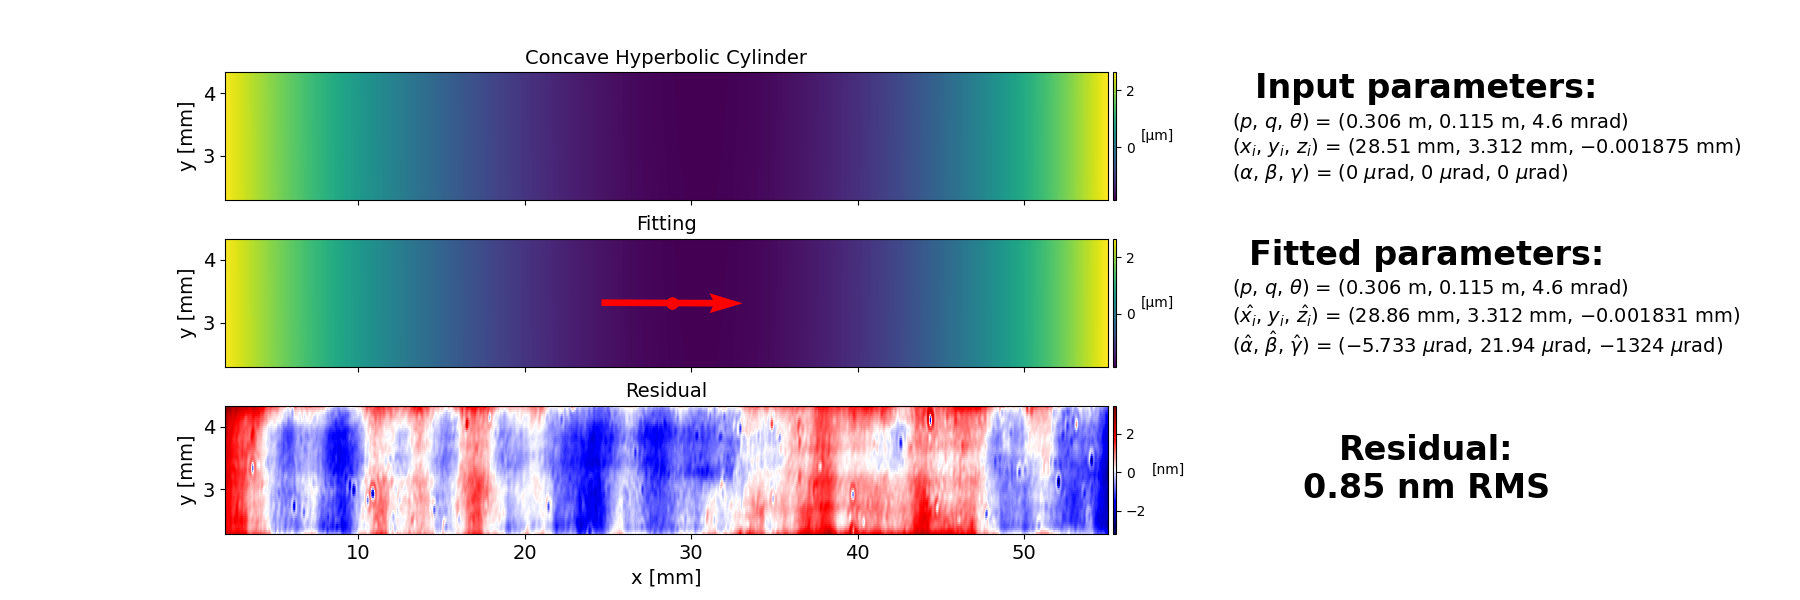 Concave Hyperbolic Cylinder
4
3
y [mm]
2
0
[μm]
Input parameters:
(p, q, θ) = (0.306 m, 0.115 m, 4.6 mrad)
(xᵢ, yᵢ, zᵢ) = (28.51 mm, 3.312 mm, −0.001875 mm)
(α, β, γ) = (0 μrad, 0 μrad, 0 μrad)
Fitting
4
3
y [mm]
2
0
[μm]
Fitted parameters:
(p, q, θ) = (0.306 m, 0.115 m, 4.6 mrad)
(x̂ᵢ, yᵢ, ẑᵢ) = (28.86 mm, 3.312 mm, −0.001831 mm)
(α̂, β̂, γ̂) = (−5.733 μrad, 21.94 μrad, −1324 μrad)
Residual
4
3
y [mm]
2
0
−2
[nm]
10 20 30 40 50
x [mm]
Residual:
0.85 nm RMS